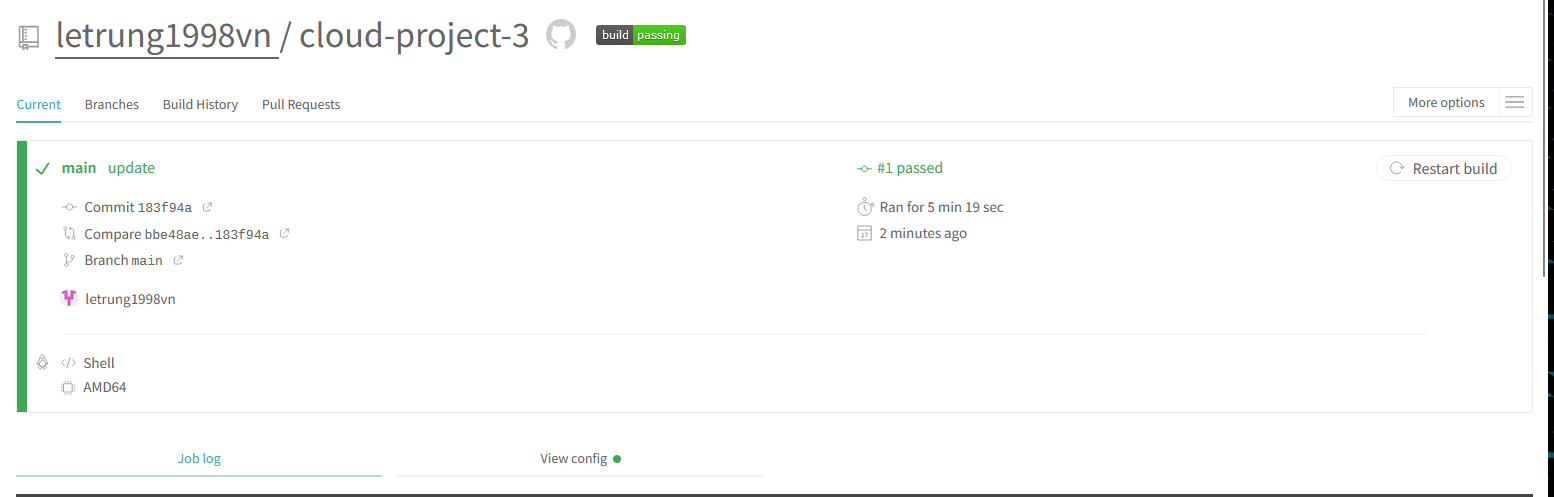 letrung1998vn / cloud-project-3 build passing
Current Branches Build History Pull Requests More options
main update #1 passed Restart build
Commit 183f94a Ran for 5 min 19 sec
Compare bbe48ae..183f94a 2 minutes ago
Branch main
letrung1998vn
</> Shell
AMD64
Job log View config